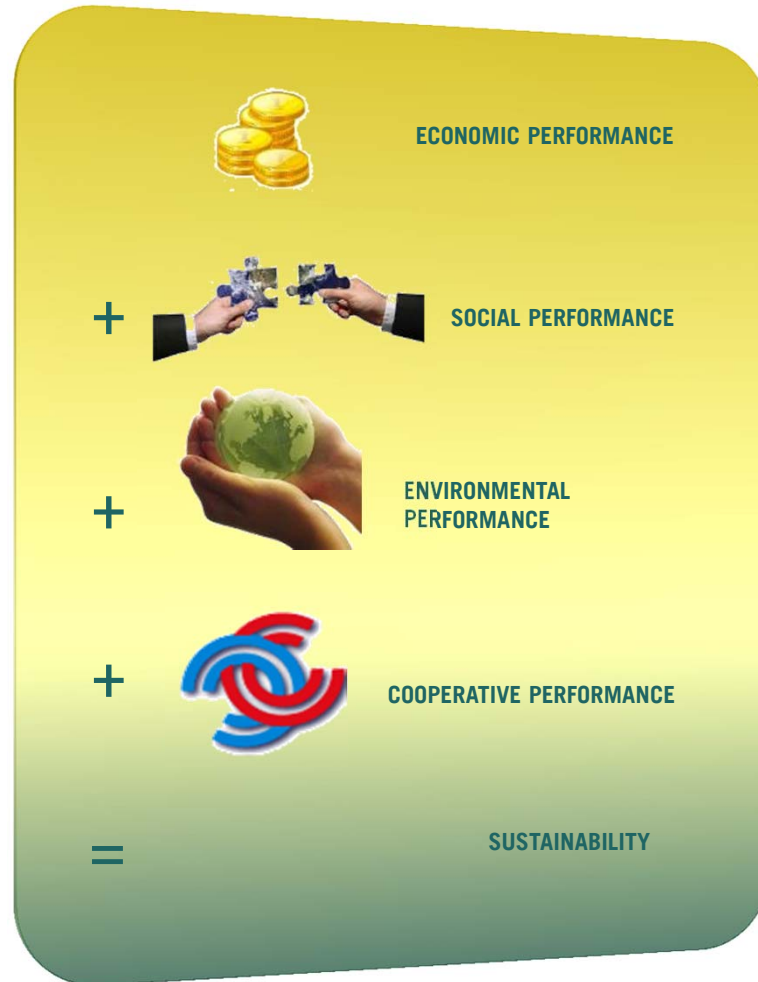 ECONOMIC PERFORMANCE
+ SOCIAL PERFORMANCE
+ ENVIRONMENTAL
PERFORMANCE
+ COOPERATIVE PERFORMANCE
= SUSTAINABILITY